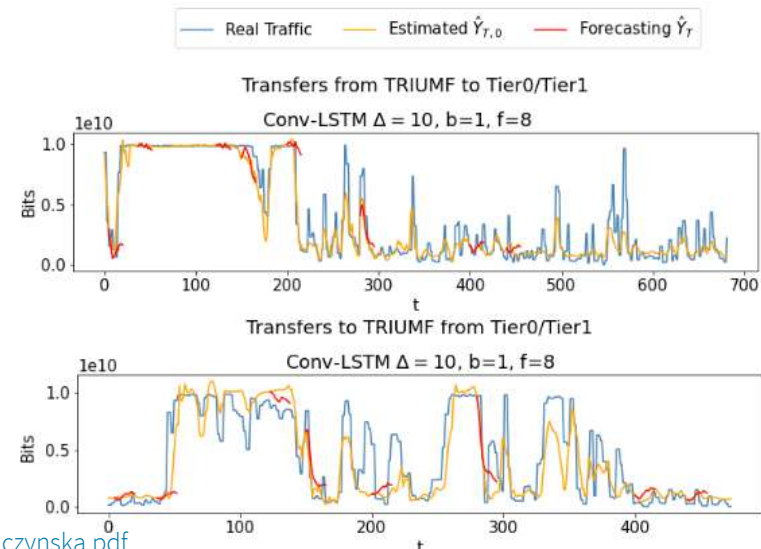 Real Traffic Estimated Ŷ_{T,0} Forecasting Ŷ_T
Transfers from TRIUMF to Tier0/Tier1
Conv-LSTM Δ = 10, b=1, f=8
1e10
1.0
0.5
0.0
Bits
0 100 200 300 400 500 600 700
t
Transfers to TRIUMF from Tier0/Tier1
Conv-LSTM Δ = 10, b=1, f=8
1e10
1.0
0.5
0.0
Bits
0 100 200 300 400
t
czynska.pdf